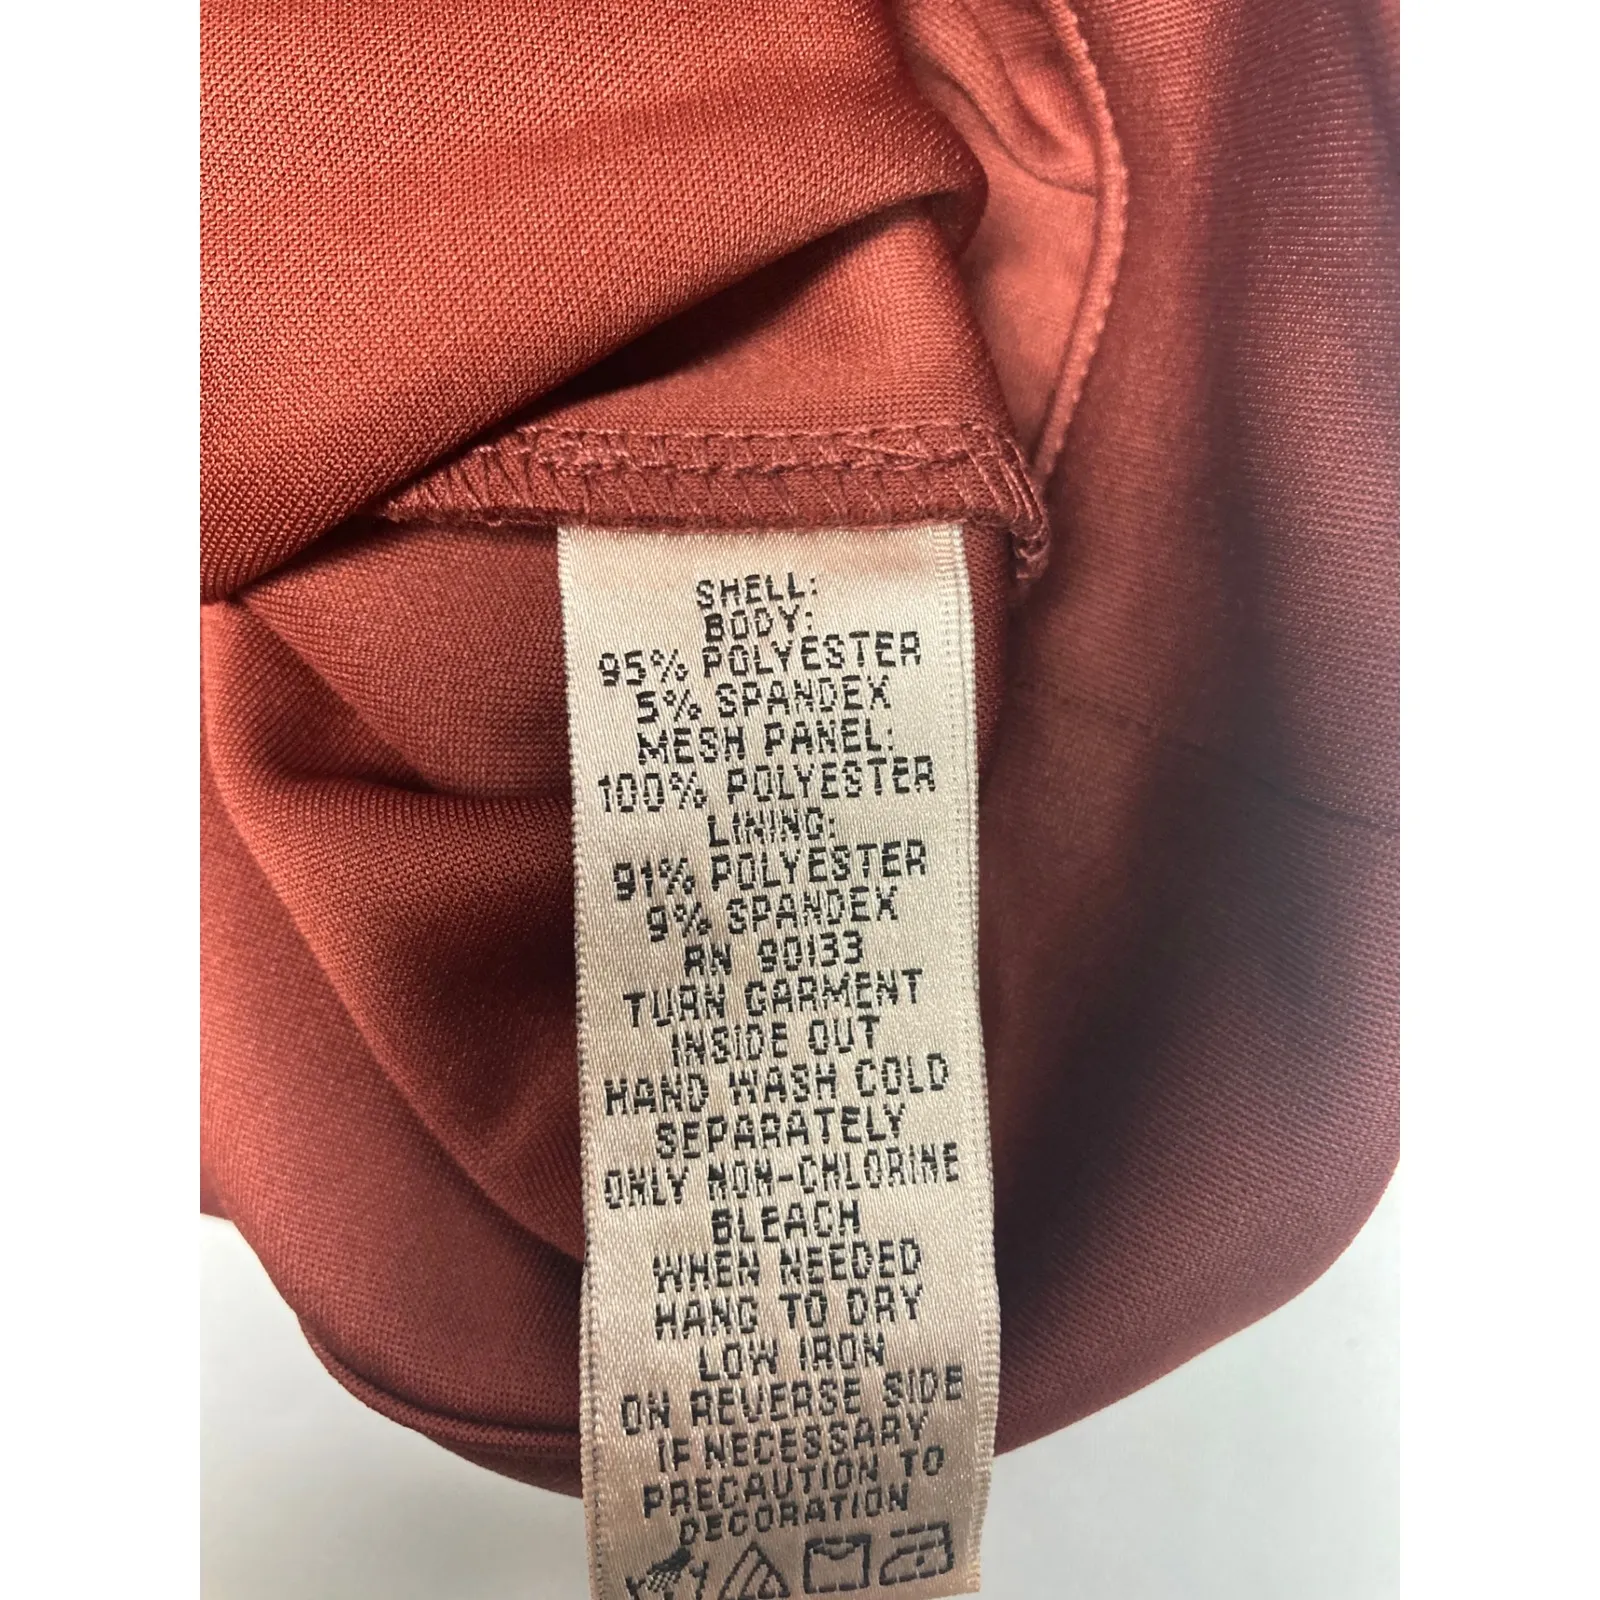 SHELL:
BODY:
95% POLYESTER
5% SPANDEX
MESH PANEL:
100% POLYESTER
LINING:
91% POLYESTER
9% SPANDEX
RN 90133
TURN GARMENT
INSIDE OUT
HAND WASH COLD
SEPARATELY
ONLY NON-CHLORINE
BLEACH
WHEN NEEDED
HANG TO DRY
LOW IRON
ON REVERSE SIDE
IF NECESSARY
PRECAUTION TO
DECORATION